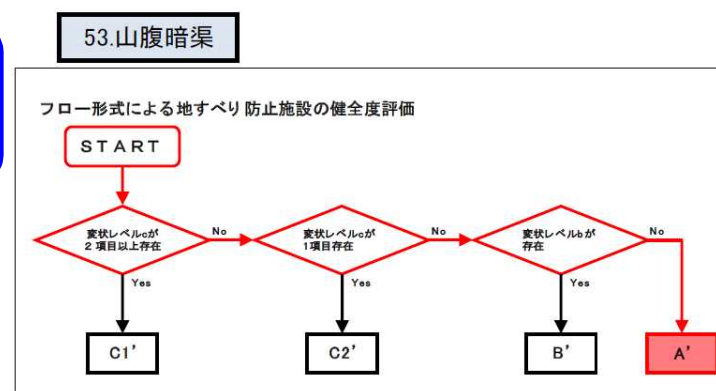 53.山腹暗渠
フロー形式による地すべり防止施設の健全度評価
START
変状レベルcが
2 項目以上存在
No
変状レベルcが
1項目存在
No
変状レベルbが
存在
No
Yes
Yes
Yes
C1’
C2’
B’
A’